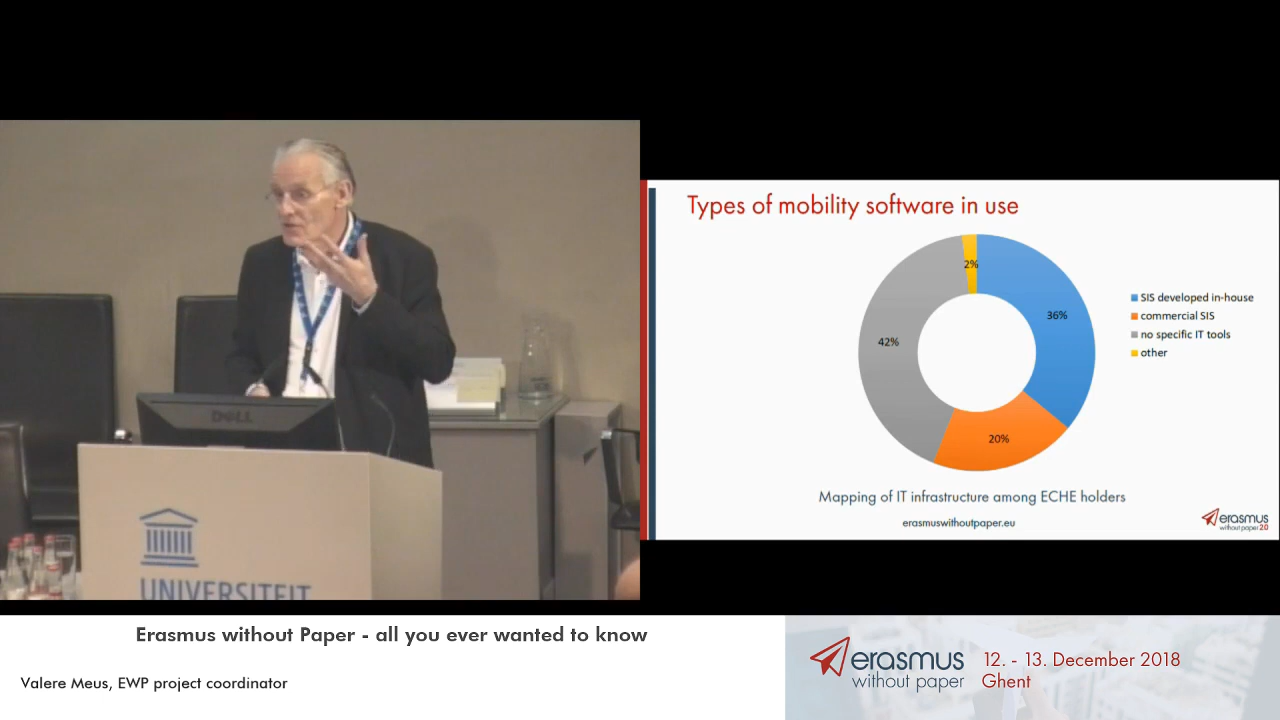 DELL
UNIVERSITEIT
Types of mobility software in use
2%
36%
42%
20%
SIS developed in-house
commercial SIS
no specific IT tools
other
Mapping of IT infrastructure among ECHE holders
erasmuswithoutpaper.eu
erasmus
without paper 2.0
Erasmus without Paper - all you ever wanted to know
Valere Meus, EWP project coordinator
erasmus
without paper
12. - 13. December 2018
Ghent